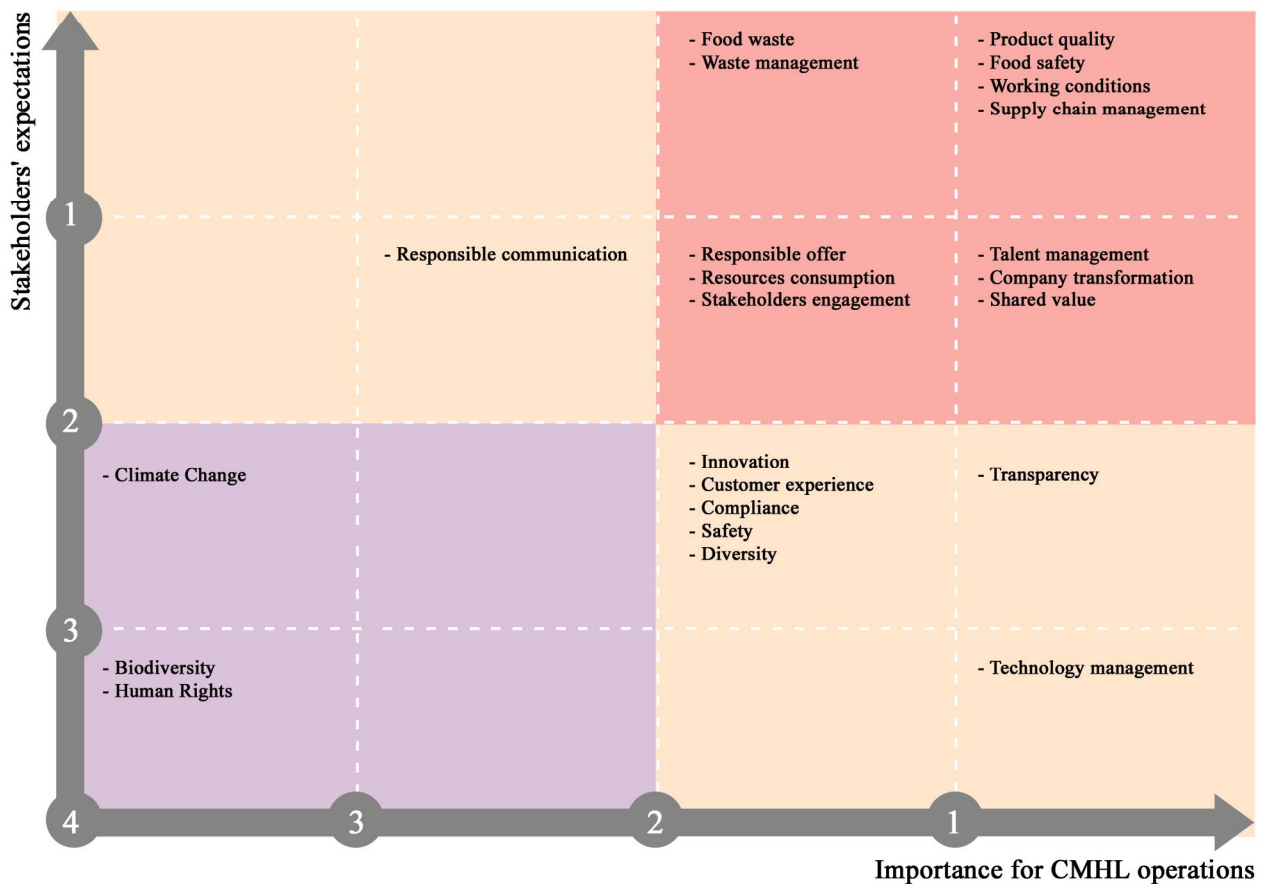 Stakeholders' expectations
- Food waste
- Waste management
- Product quality
- Food safety
- Working conditions
- Supply chain management
1
- Responsible communication
- Responsible offer
- Resources consumption
- Stakeholders engagement
- Talent management
- Company transformation
- Shared value
2
- Climate Change
- Innovation
- Customer experience
- Compliance
- Safety
- Diversity
- Transparency
3
- Biodiversity
- Human Rights
- Technology management
4
3
2
1
Importance for CMHL operations